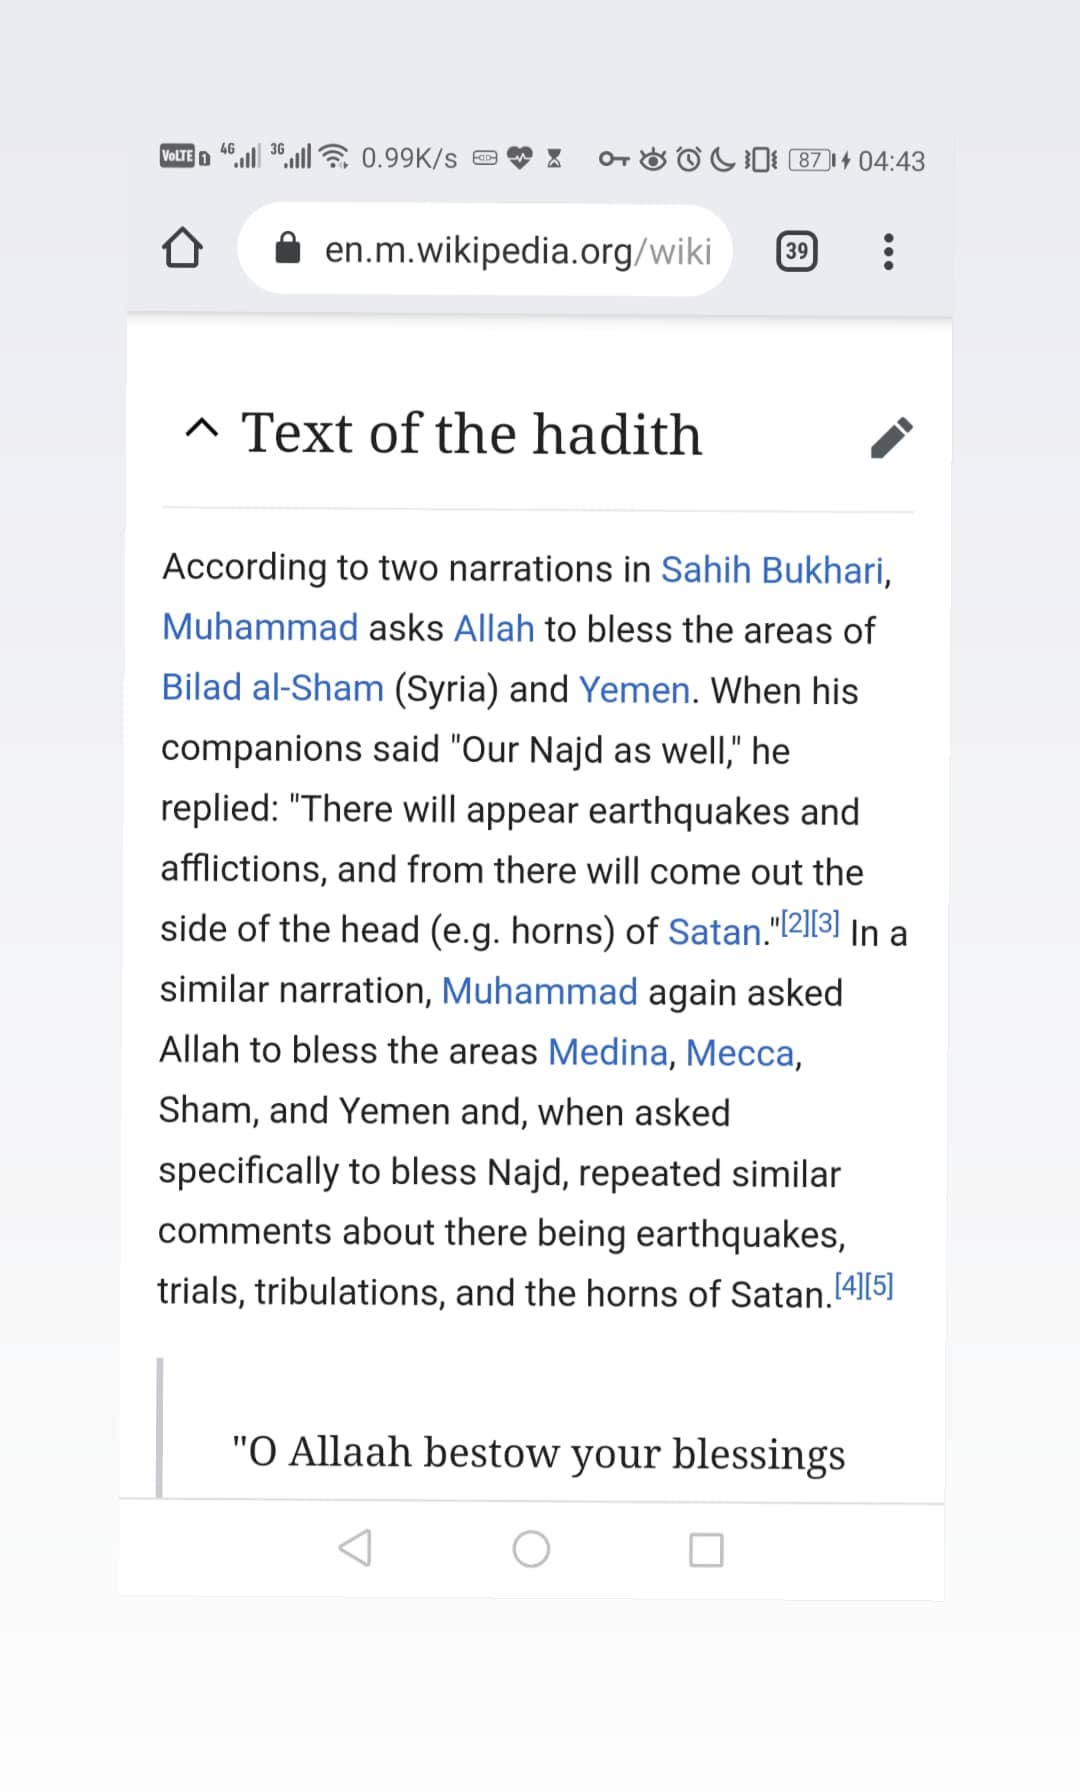 VoLTE 1 4G 3G 0.99K/s 87 04:43
en.m.wikipedia.org/wiki 39
Text of the hadith
According to two narrations in Sahih Bukhari,
Muhammad asks Allah to bless the areas of
Bilad al-Sham (Syria) and Yemen. When his
companions said "Our Najd as well," he
replied: "There will appear earthquakes and
afflictions, and from there will come out the
side of the head (e.g. horns) of Satan."[2][3] In a
similar narration, Muhammad again asked
Allah to bless the areas Medina, Mecca,
Sham, and Yemen and, when asked
specifically to bless Najd, repeated similar
comments about there being earthquakes,
trials, tribulations, and the horns of Satan.[4][5]
"O Allaah bestow your blessings